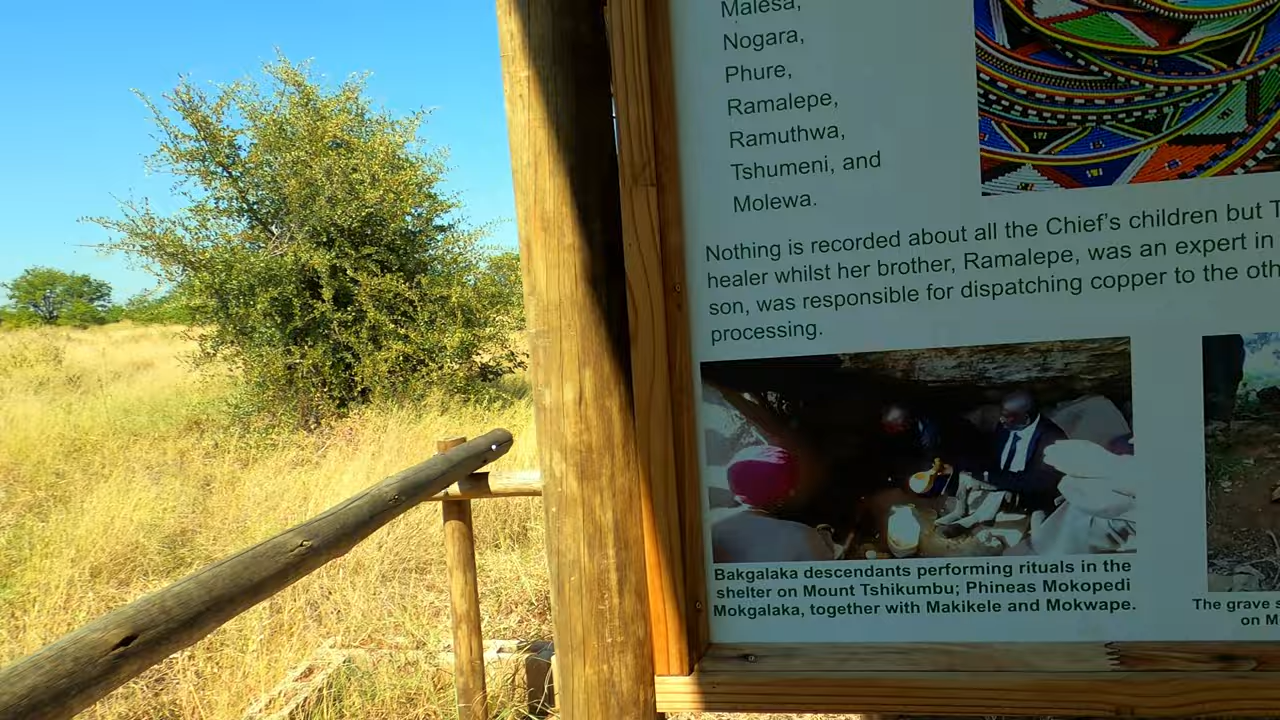 Malesa,
Nogara,
Phure,
Ramalepe,
Ramuthwa,
Tshumeni, and
Molewa.
Nothing is recorded about all the Chief's children but
healer whilst her brother, Ramalepe, was an expert in
son, was responsible for dispatching copper to the
processing.
Bakgalaka descendants performing rituals in the
shelter on Mount Tshikumbu; Phineas Mokopedi
Mokgalaka, together with Makikele and Mokwape.
The grave
on